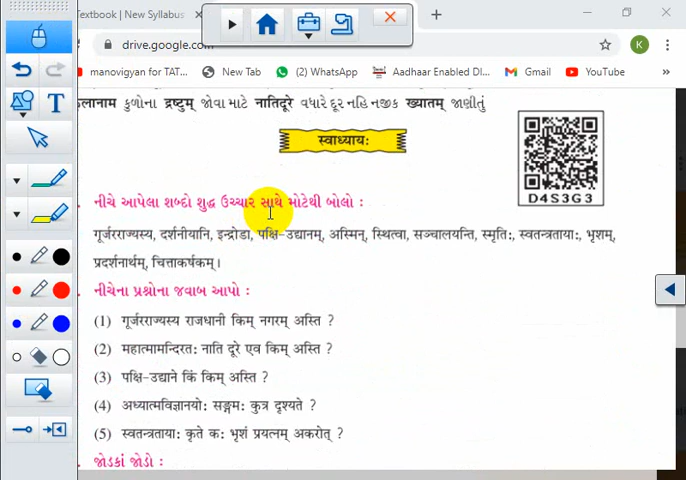 Textbook | New Syllabus
drive.google.com
K
manovigyan for TAT...
New Tab
(2) WhatsApp
Aadhaar Enabled DI...
Gmail
YouTube
કુળોના द्रष्टुम् જોવા માટે नातिदूरे વધારે દૂર નહિ નજીક ख्यातम् જાણીતું
स्वाध्यायः
D4S3G3
નીચે આપેલા શબ્દો શુદ્ધ ઉચ્ચાર સાથે મોટેથી બોલો :
गूर्जरराज्यस्य, दर्शनीयानि, इन्द्रोडा, पक्षि-उद्यानम्, अस्मिन्, स्थित्वा, सञ्चालयन्ति, स्मृतिः, स्वतन्त्रतायाः, भृशम्,
प्रदर्शनार्थम्, चित्ताकर्षकम्।
નીચેના પ્રશ્નોના જવાબ આપો :
(1) गूर्जरराज्यस्य राजधानी किम् नगरम् अस्ति ?
(2) महात्मामन्दिरतः नाति दूरे एव किम् अस्ति ?
(3) पक्षि-उद्याने किं किम् अस्ति ?
(4) अध्यात्मविज्ञानयोः सङ्गमः कुत्र दृश्यते ?
(5) स्वतन्त्रतायाः कृते कः भृशं प्रयत्नम् अकरोत् ?
જોડકાં જોડો :